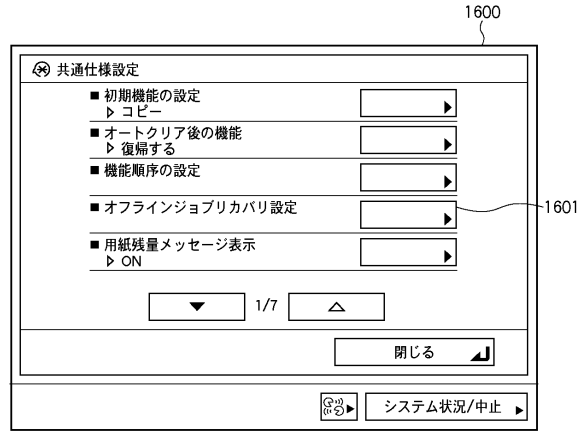 1600
共通仕様設定
■ 初期機能の設定
▷ コピー
■ オートクリア後の機能
▷ 復帰する
■ 機能順序の設定
■ オフラインジョブリカバリ設定
1601
■ 用紙残量メッセージ表示
▷ ON
▼ 1/7 △
閉じる
システム状況/中止 ▶